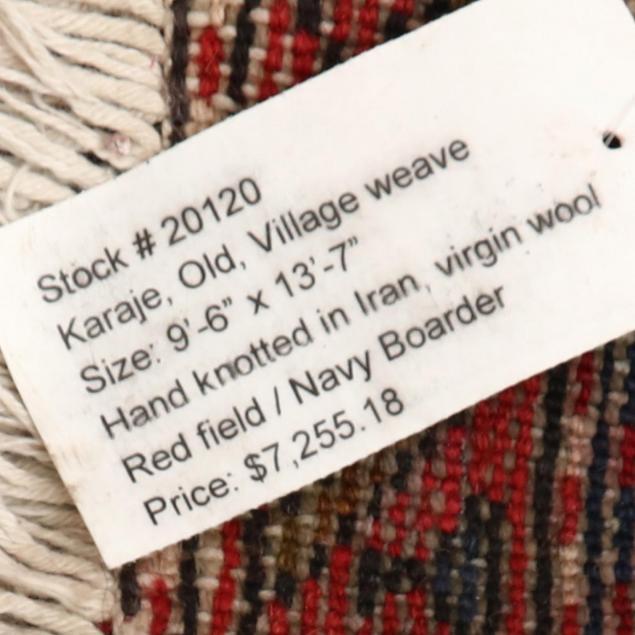 Stock # 20120
Karaje, Old, Village weave
Size: 9'-6” x 13'-7”
Hand knotted in Iran, virgin wool
Red field / Navy Boarder
Price: $7,255.18